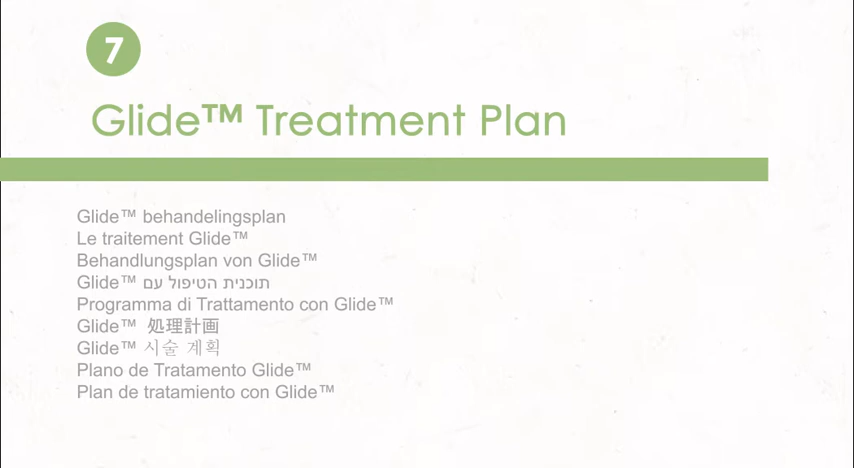 7
Glide™ Treatment Plan
Glide™ behandelingsplan
Le traitement Glide™
Behandlungsplan von Glide™
Glide™ תוכנית הטיפול עם
Programma di Trattamento con Glide™
Glide™ 処理計画
Glide™ 시술 계획
Plano de Tratamento Glide™
Plan de tratamiento con Glide™